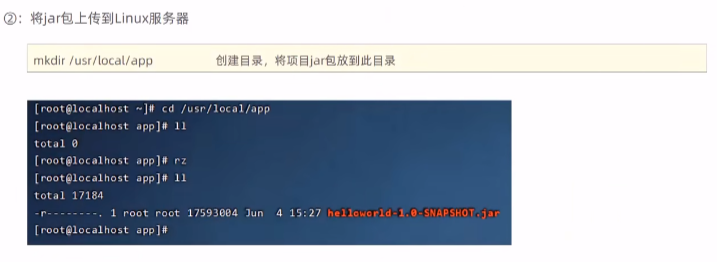 ②：将jar包上传到Linux服务器
mkdir /usr/local/app 创建目录，将项目jar包放到此目录
[root@localhost ~]# cd /usr/local/app
[root@localhost app]# ll
total 0
[root@localhost app]# rz
[root@localhost app]# ll
total 17184
-r--------. 1 root root 17593004 Jun  4 15:27 helloworld-1.0-SNAPSHOT.jar
[root@localhost app]#